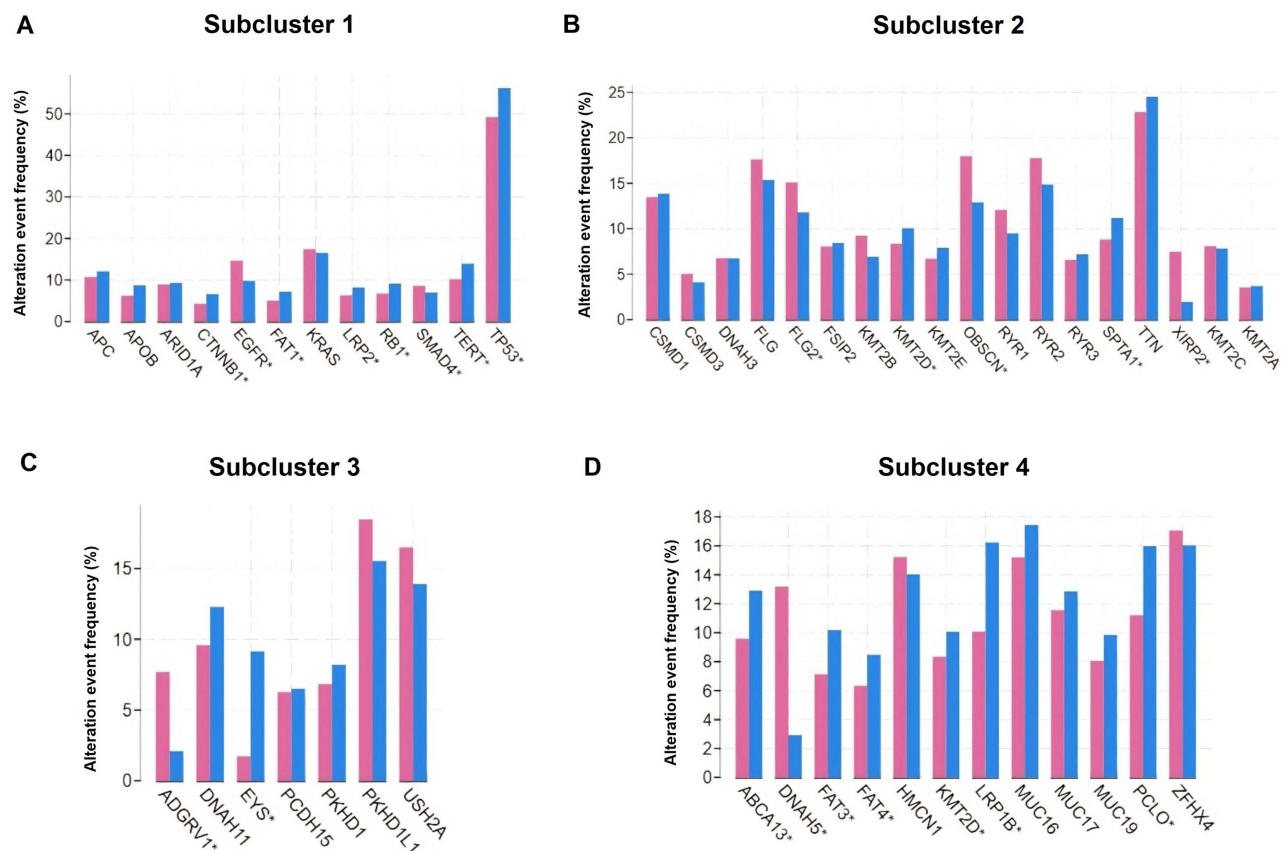 A
Subcluster 1
Alteration event frequency (%)
50
40
30
20
10
0
APC
APOB
ARID1A
CTNNB1*
EGFR*
FAT1*
KRAS
LRP2*
RB1*
SMAD4*
TERT*
TP53*
B
Subcluster 2
Alteration event frequency (%)
25
20
15
10
5
0
CSMD1
CSMD3
DNAH3
FLG
FLG2*
FSIP2
KMT2B
KMT2D*
KMT2E
OBSCN*
RYR1
RYR2
RYR3
SPTA1*
TTN
XIRP2*
KMT2C
KMT2A
C
Subcluster 3
Alteration event frequency (%)
15
10
5
0
ADGRV1*
DNAH11
EYS*
PCDH15
PKHD1
PKHD1L1
USH2A
D
Subcluster 4
Alteration event frequency (%)
18
16
14
12
10
8
6
4
2
0
ABCA13*
DNAH5*
FAT3*
FAT4*
HMCN1
KMT2D*
LRP1B*
MUC16
MUC17
MUC19
PCLO*
ZFHX4